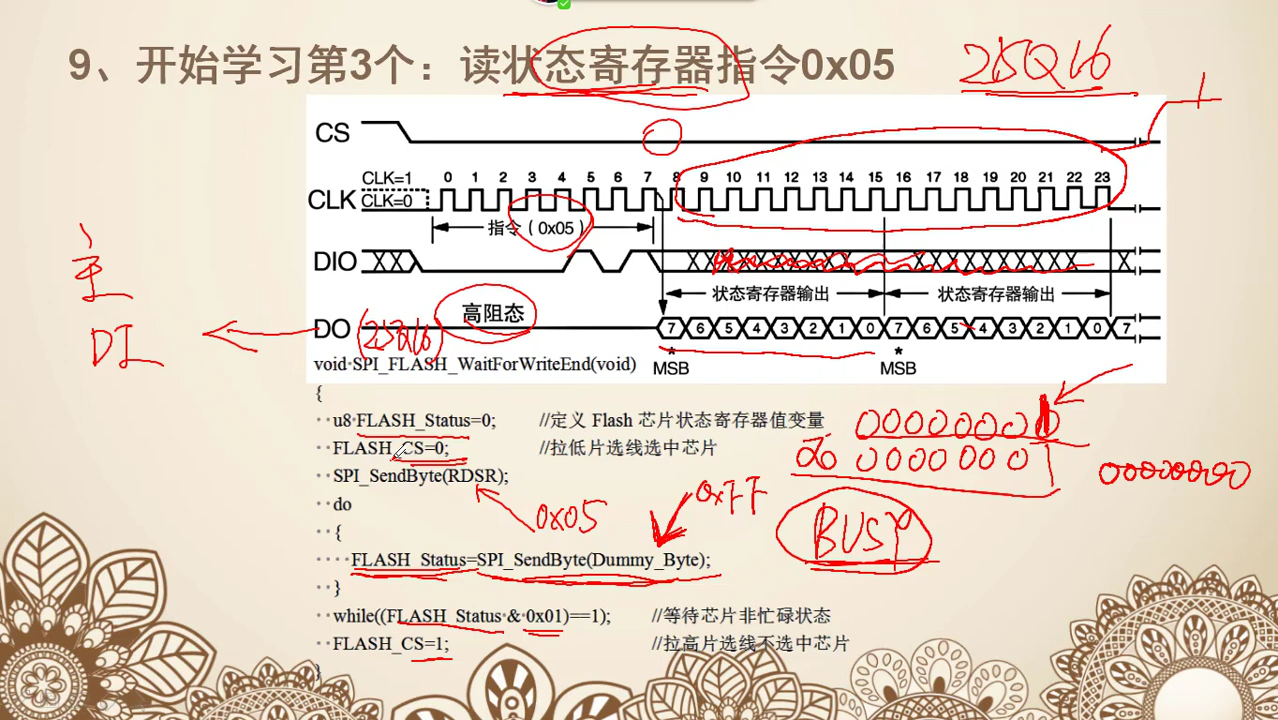 9、开始学习第3个：读状态寄存器指令0x05
25Q16
1
CS
CLK=1
CLK=0
CLK
0 1 2 3 4 5 6 7 8 9 10 11 12 13 14 15 16 17 18 19 20 21 22 23
指令（0x05）
DIO
状态寄存器输出 状态寄存器输出
主
DI
DO
(25Q16)
高阻态
7 6 5 4 3 2 1 0 7 6 5 4 3 2 1 0 7
* *
MSB MSB
void SPI_FLASH_WaitForWriteEnd(void)
{
u8 FLASH_Status=0; //定义 Flash 芯片状态寄存器值变量
FLASH_CS=0; //拉低片选线选中芯片
SPI_SendByte(RDSR);
0x05
do
{
0xFF
FLASH_Status=SPI_SendByte(Dummy_Byte);
BUSY
}
while((FLASH_Status & 0x01)==1); //等待芯片非忙碌状态
FLASH_CS=1; //拉高片选线不选中芯片
}
00000000